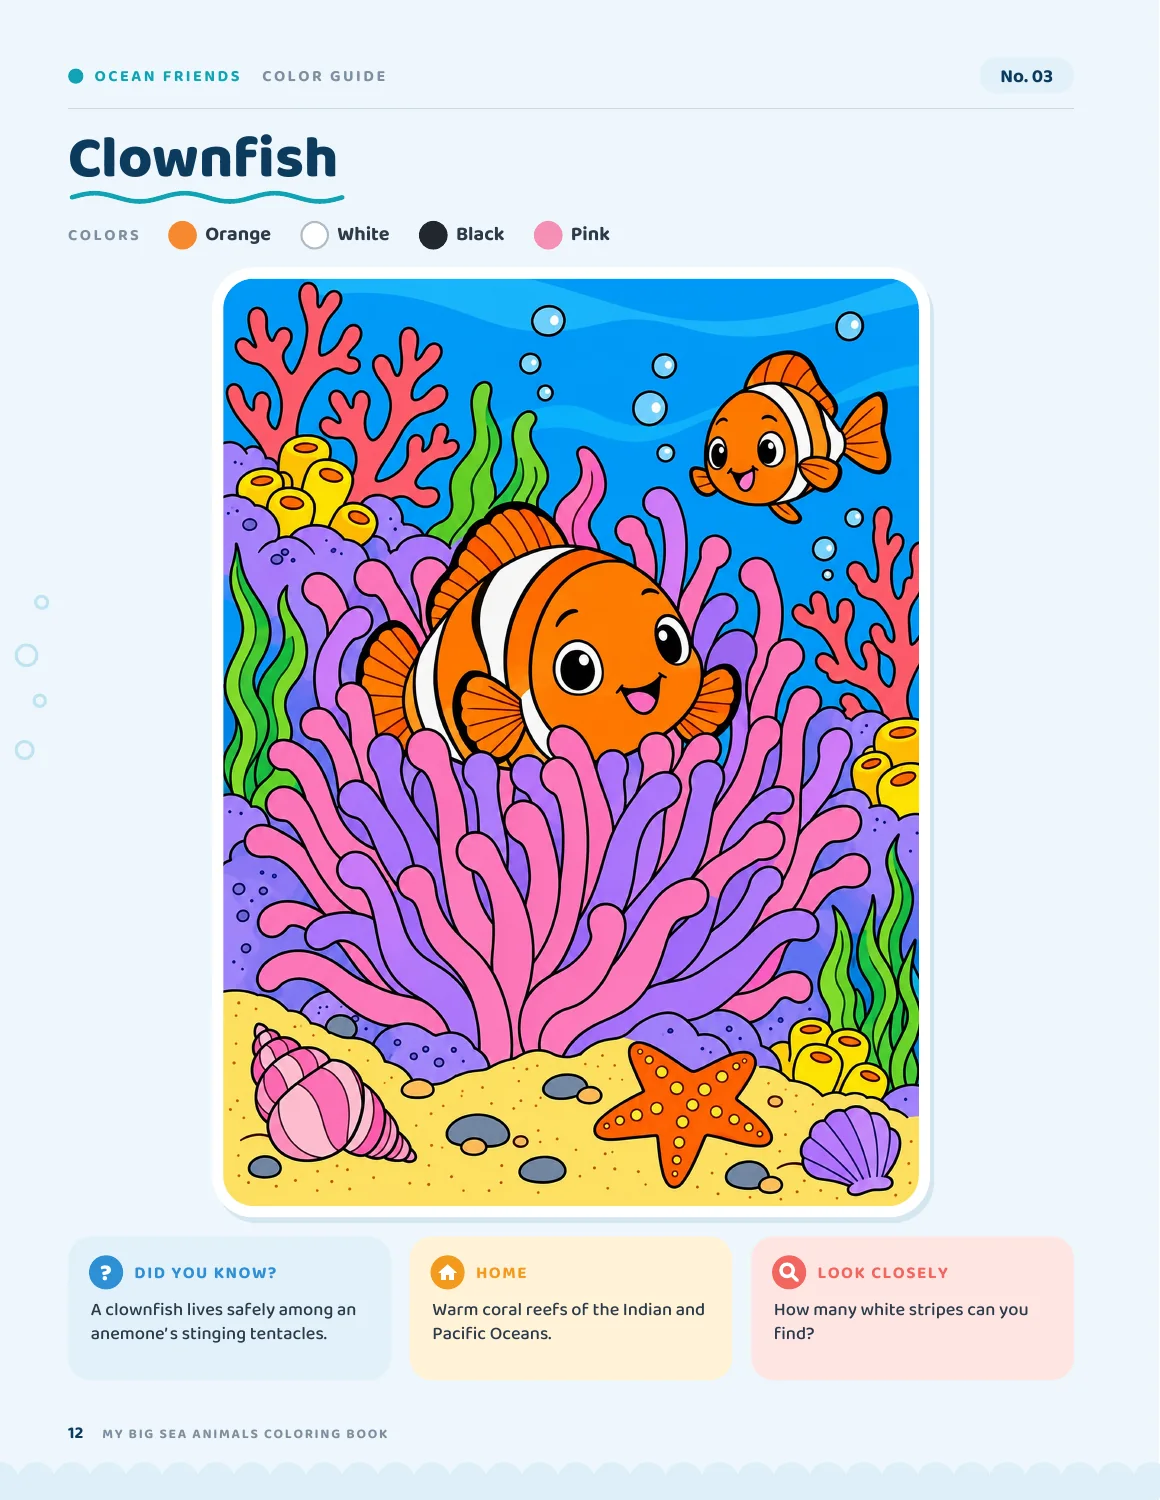 OCEAN FRIENDS COLOR GUIDE No. 03
Clownfish
COLORS Orange White Black Pink
? DID YOU KNOW?
A clownfish lives safely among an
anemone's stinging tentacles.
HOME
Warm coral reefs of the Indian and
Pacific Oceans.
LOOK CLOSELY
How many white stripes can you
find?
12 MY BIG SEA ANIMALS COLORING BOOK